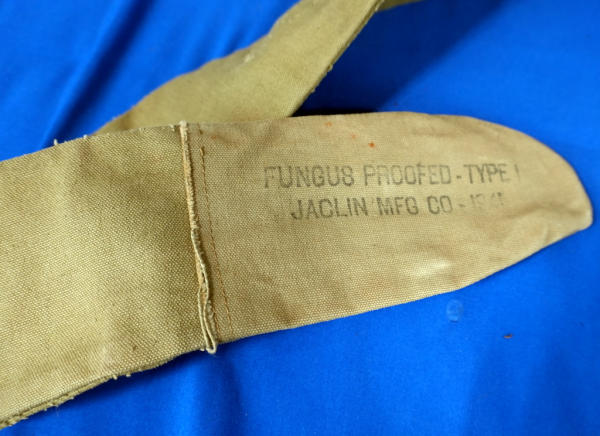 FUNGUS PROOFED - TYPE I
JACLIN MFG CO -